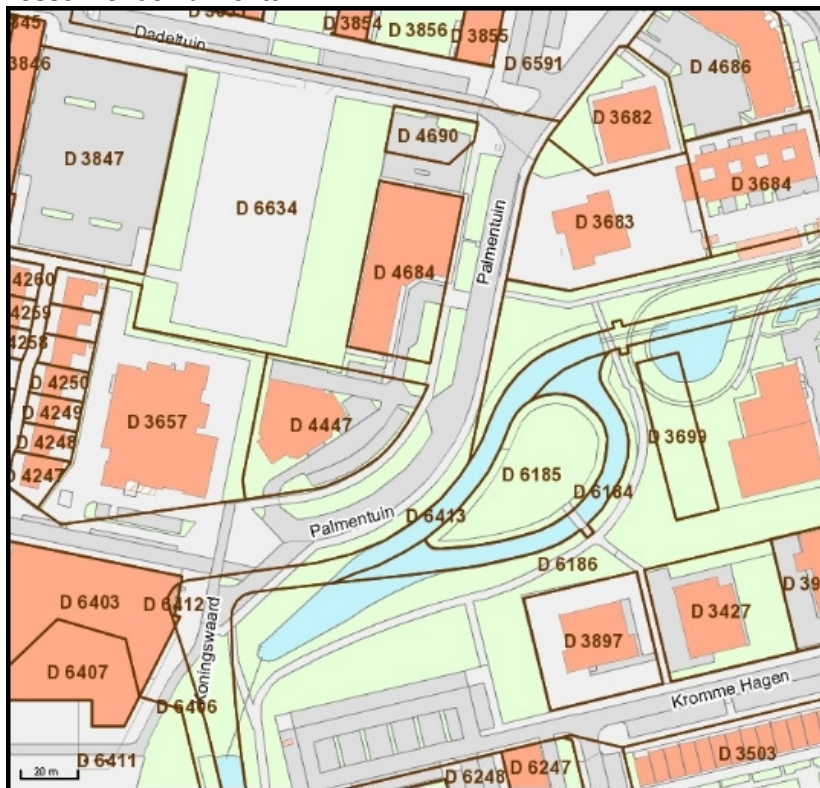 D 3854
D 3856
D 3855
Dadeltuin
D 6591
3846
D 4686
D 3682
D 4690
D 3847
D 3684
D 6634
D 3683
Palmentuin
D 4684
4260
4259
4258
D 4250
D 4249
D 4248
D 4247
D 3657
D 4447
D 3699
D 6185
D 6184
D 6413
Palmentuin
D 6186
D 6403
D 6412
D 3427
D 39
D 3897
D 6407
Koningswaard
Kromme Hagen
D 6406
D 6411
D 3503
20 m
D 6248
D 6247